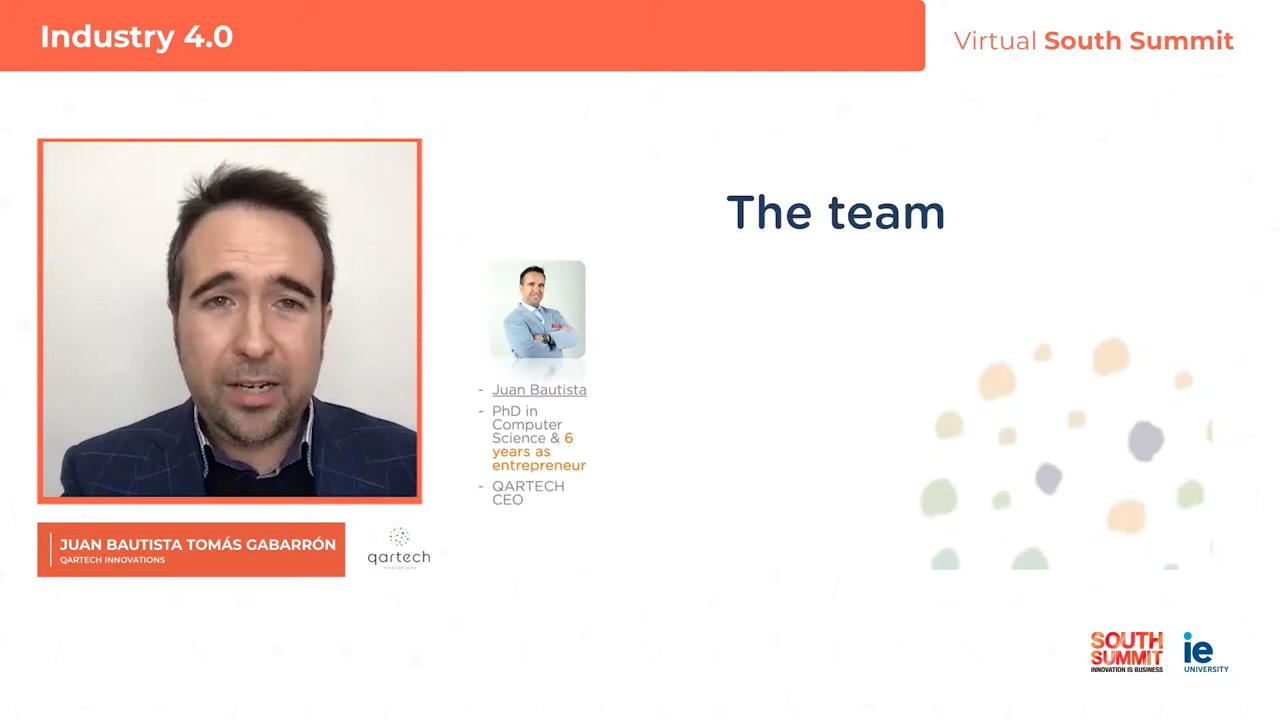 Industry 4.0
Virtual South Summit
The team
- Juan Bautista
- PhD in
Computer
Science & 6
years as
entrepreneur
- QARTECH
CEO
JUAN BAUTISTA TOMÁS GABARRÓN
QARTECH INNOVATIONS
qartech
innovations
SOUTH
SUMMIT
INNOVATION IS BUSINESS
ie
UNIVERSITY